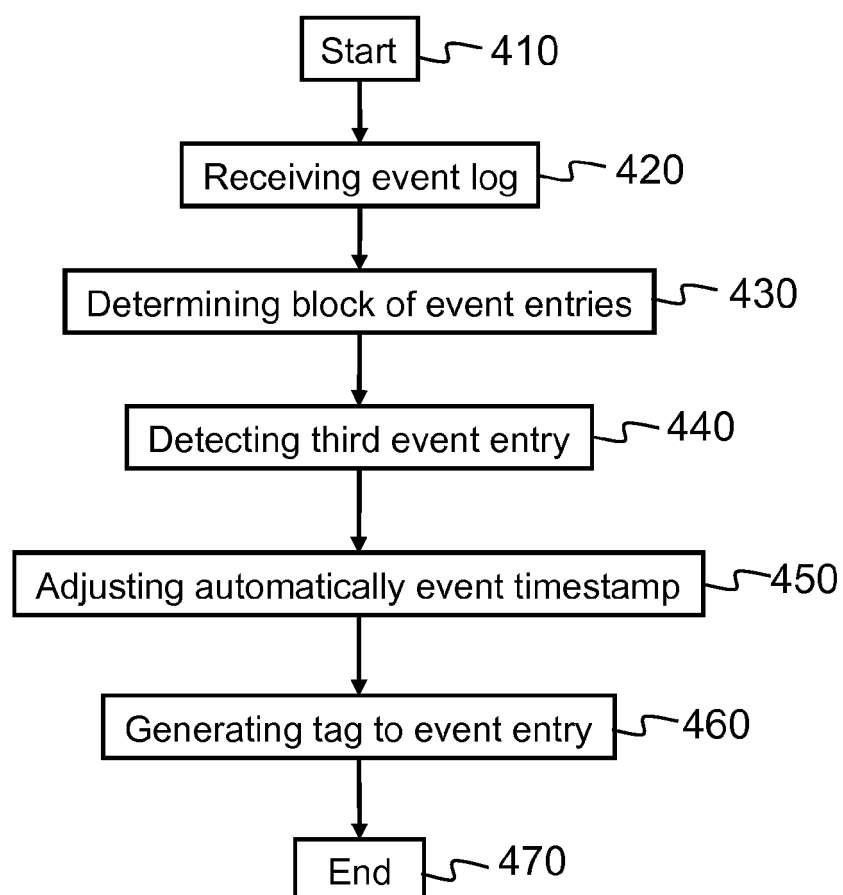 Start 410
Receiving event log 420
Determining block of event entries 430
Detecting third event entry 440
Adjusting automatically event timestamp 450
Generating tag to event entry 460
End 470